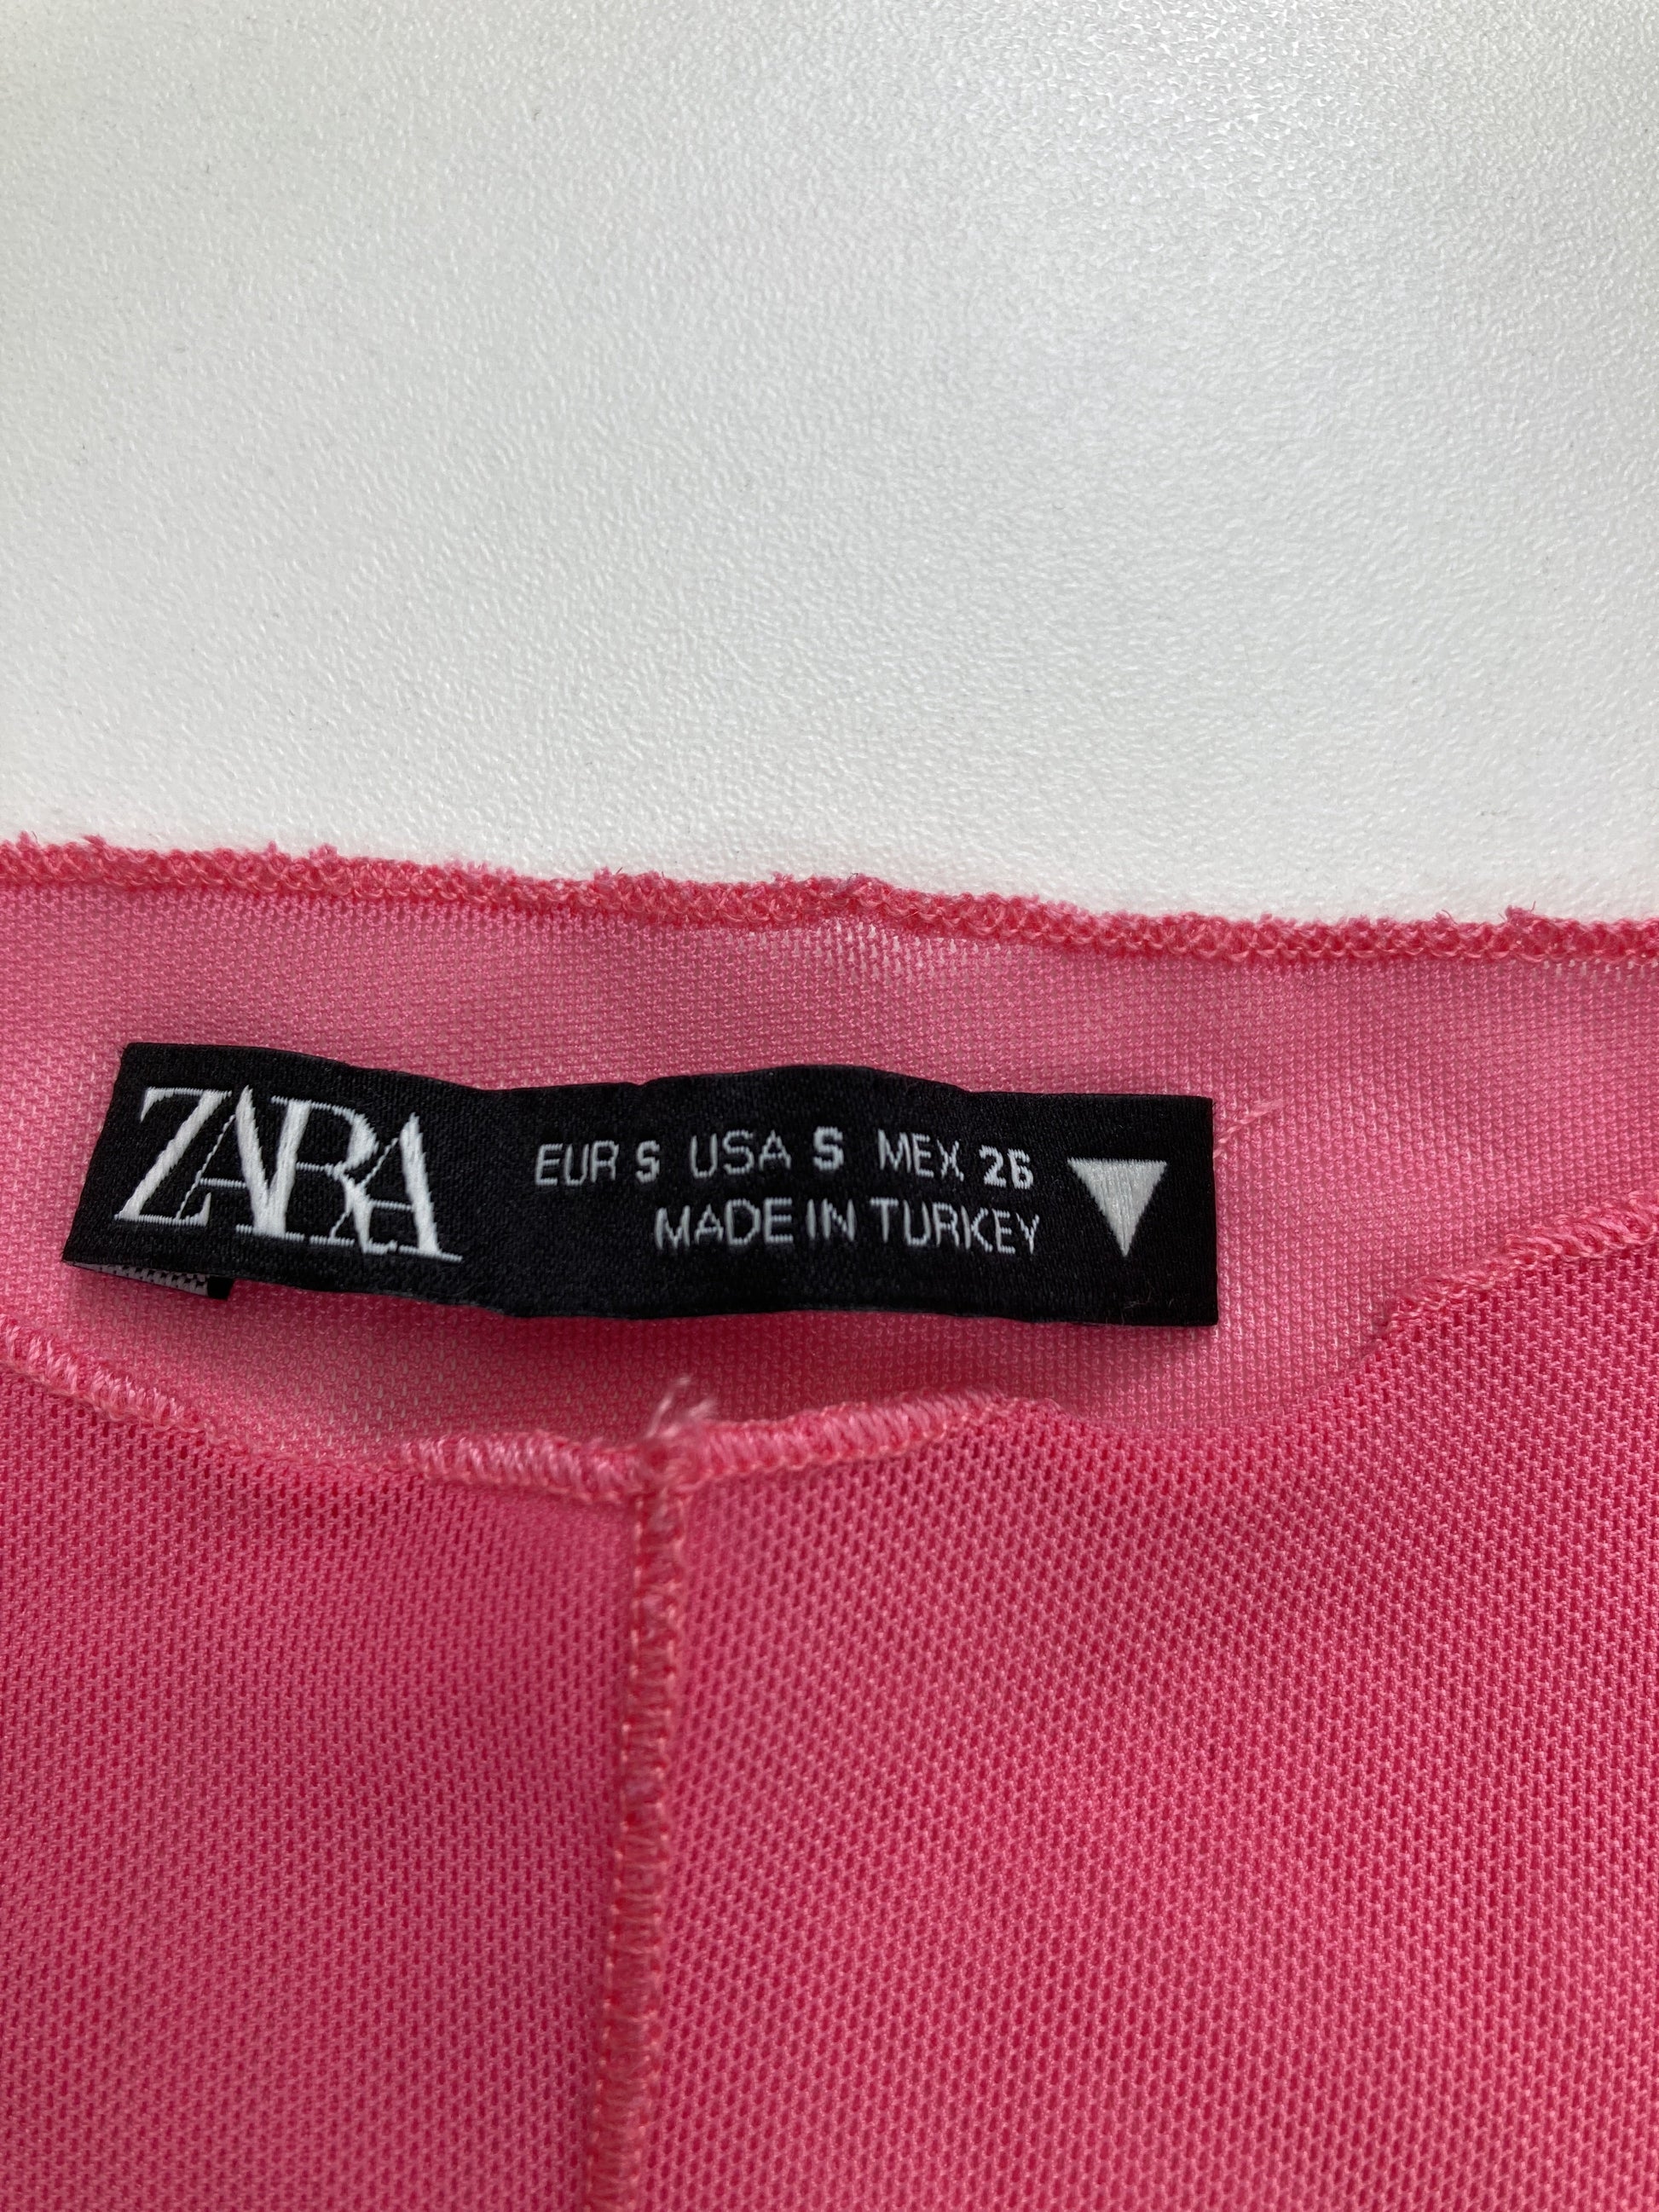 ZARA
EUR S USA S MEX 26
MADE IN TURKEY